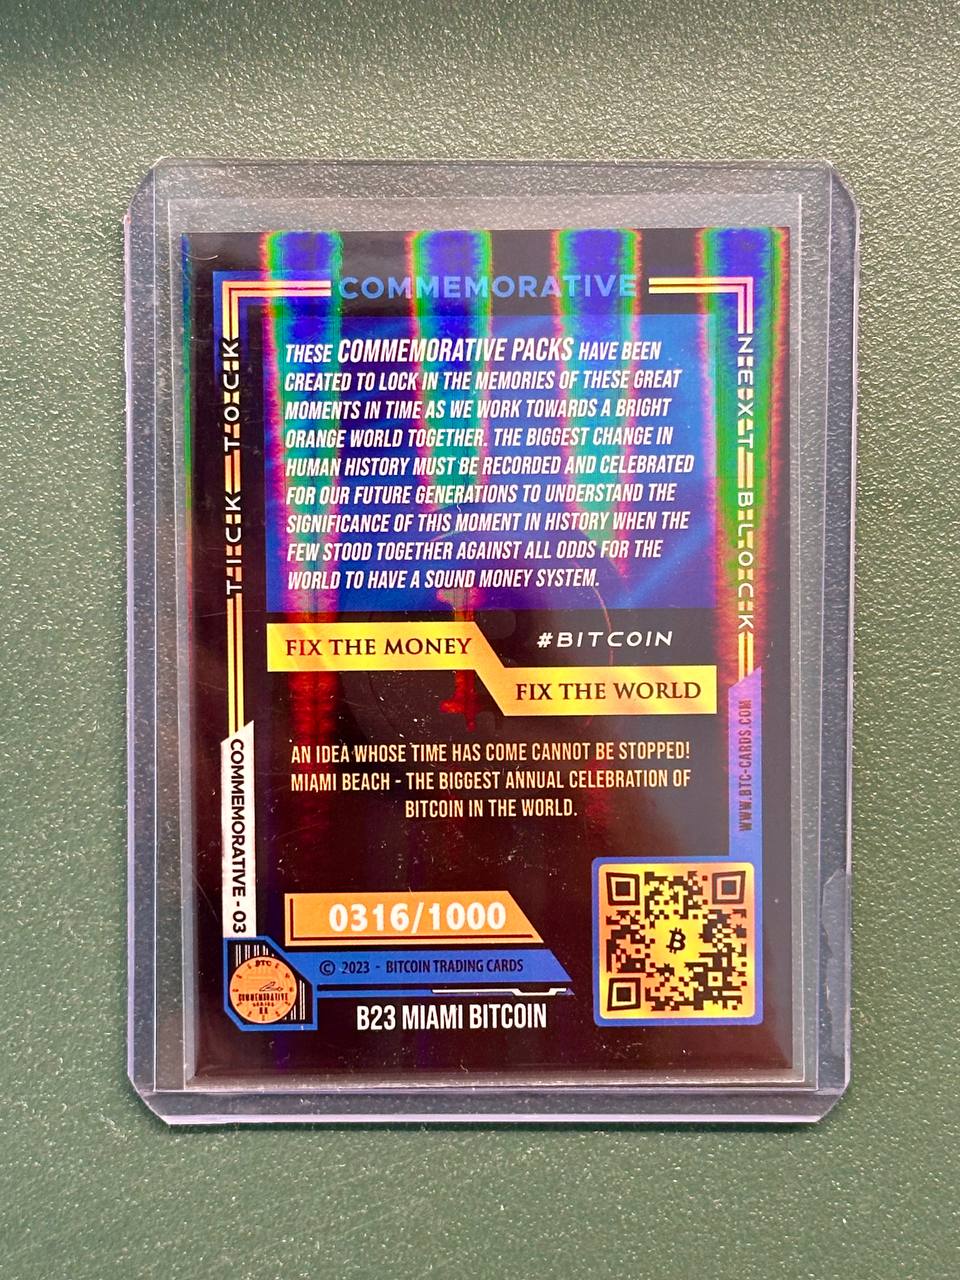 COMMEMORATIVE
THESE COMMEMORATIVE PACKS HAVE BEEN
CREATED TO LOCK IN THE MEMORIES OF THESE GREAT
MOMENTS IN TIME AS WE WORK TOWARDS A BRIGHT
ORANGE WORLD TOGETHER. THE BIGGEST CHANGE IN
HUMAN HISTORY MUST BE RECORDED AND CELEBRATED
FOR OUR FUTURE GENERATIONS TO UNDERSTAND THE
SIGNIFICANCE OF THIS MOMENT IN HISTORY WHEN THE
FEW STOOD TOGETHER AGAINST ALL ODDS FOR THE
WORLD TO HAVE A SOUND MONEY SYSTEM.
TICK TOCK
NEXT BLOCK
FIX THE MONEY
#BITCOIN
FIX THE WORLD
WWW.BTC-CARDS.COM
AN IDEA WHOSE TIME HAS COME CANNOT BE STOPPED!
MIAMI BEACH - THE BIGGEST ANNUAL CELEBRATION OF
BITCOIN IN THE WORLD.
COMMEMORATIVE - 03
0316/1000
© 2023 - BITCOIN TRADING CARDS
B23 MIAMI BITCOIN
BTC
COMMEMORATIVE
SERIES